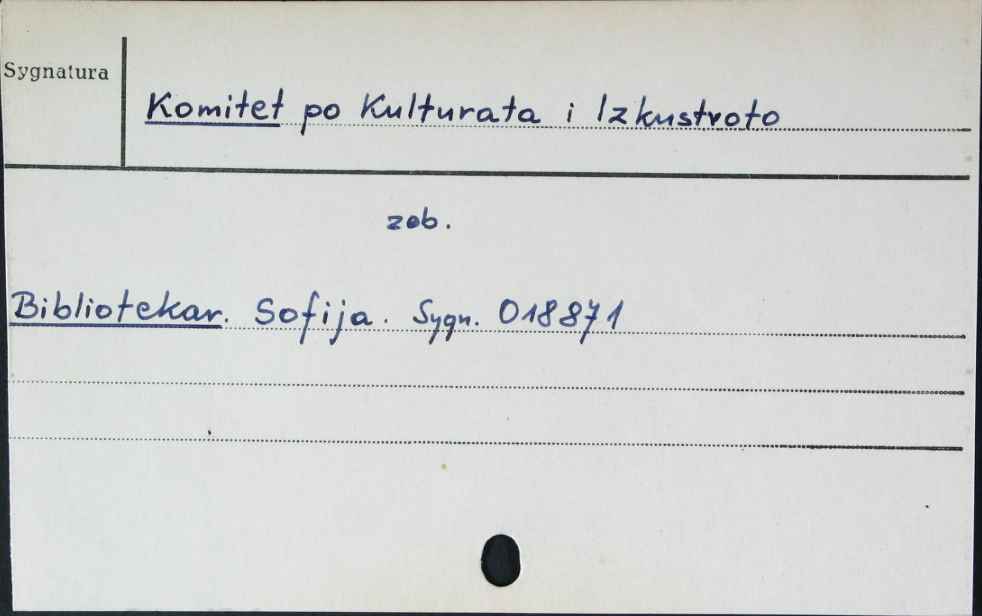 Sygnatura
Komitet po Kulturata i Izkustvoto
zob.
Bibliotekar. Sofija. Sygn. 018871